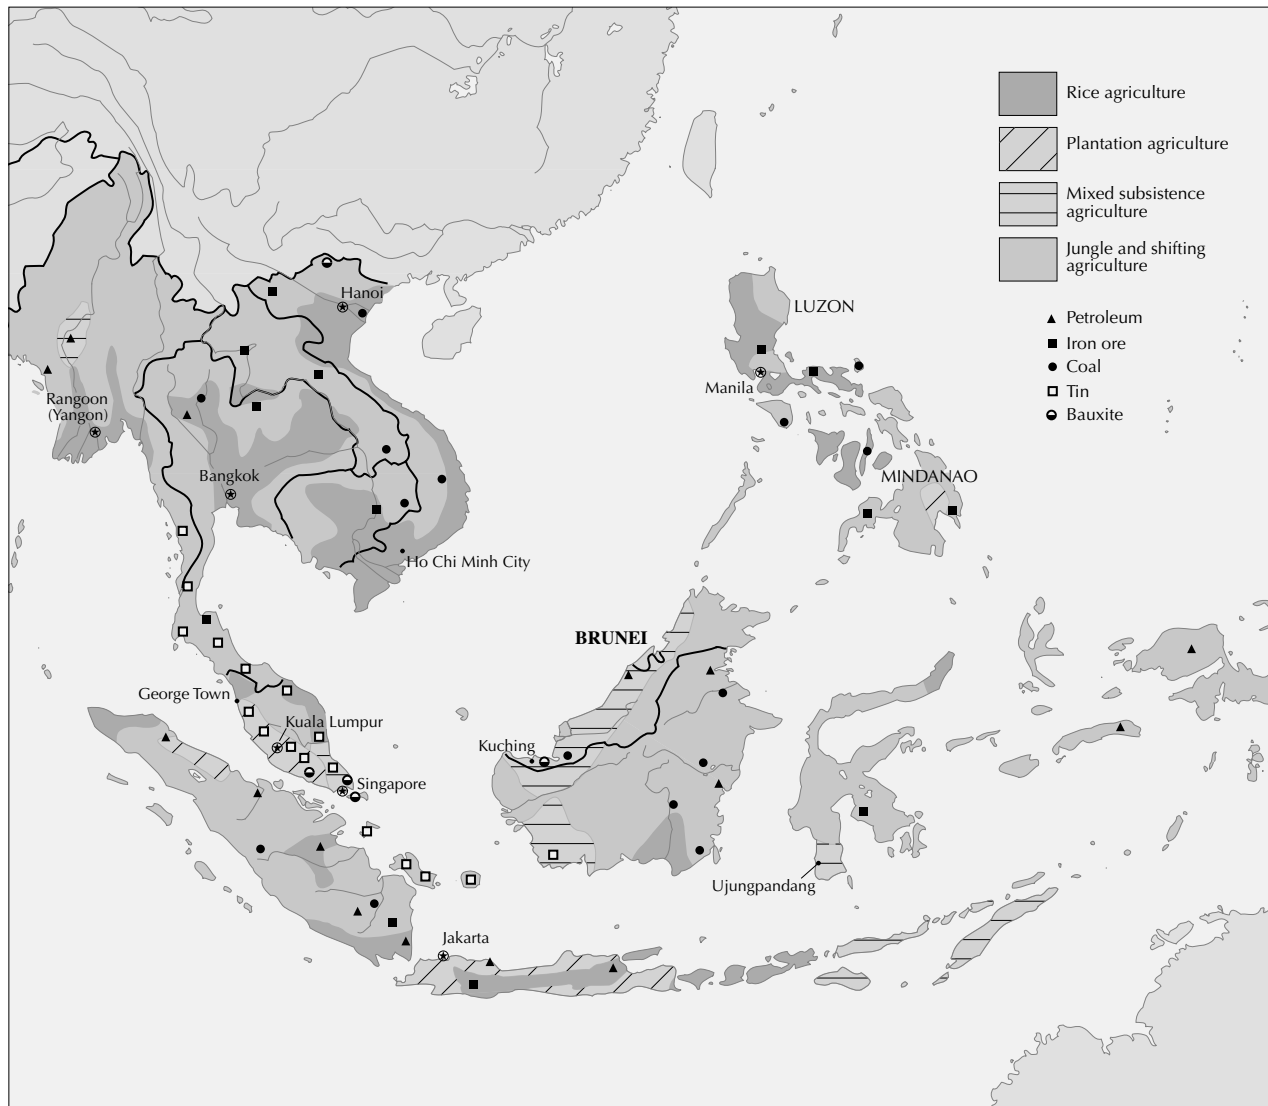 Rice agriculture
Plantation agriculture
Mixed subsistence
agriculture
Jungle and shifting
agriculture
Petroleum
Iron ore
Coal
Tin
Bauxite
Hanoi
LUZON
Manila
Rangoon
(Yangon)
Bangkok
MINDANAO
Ho Chi Minh City
BRUNEI
George Town
Kuala Lumpur
Kuching
Singapore
Ujungpandang
Jakarta